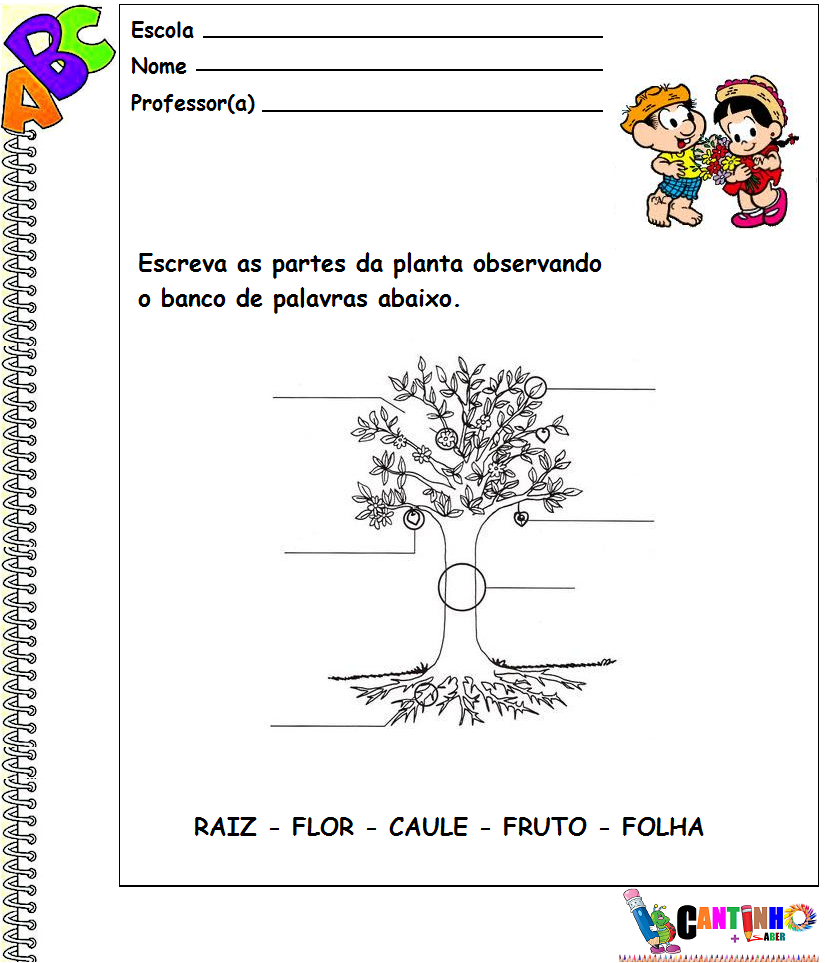 ABC
Escola
Nome
Professor(a)
Escreva as partes da planta observando
o banco de palavras abaixo.
RAIZ - FLOR - CAULE - FRUTO - FOLHA
CANTINHO
+ SABER